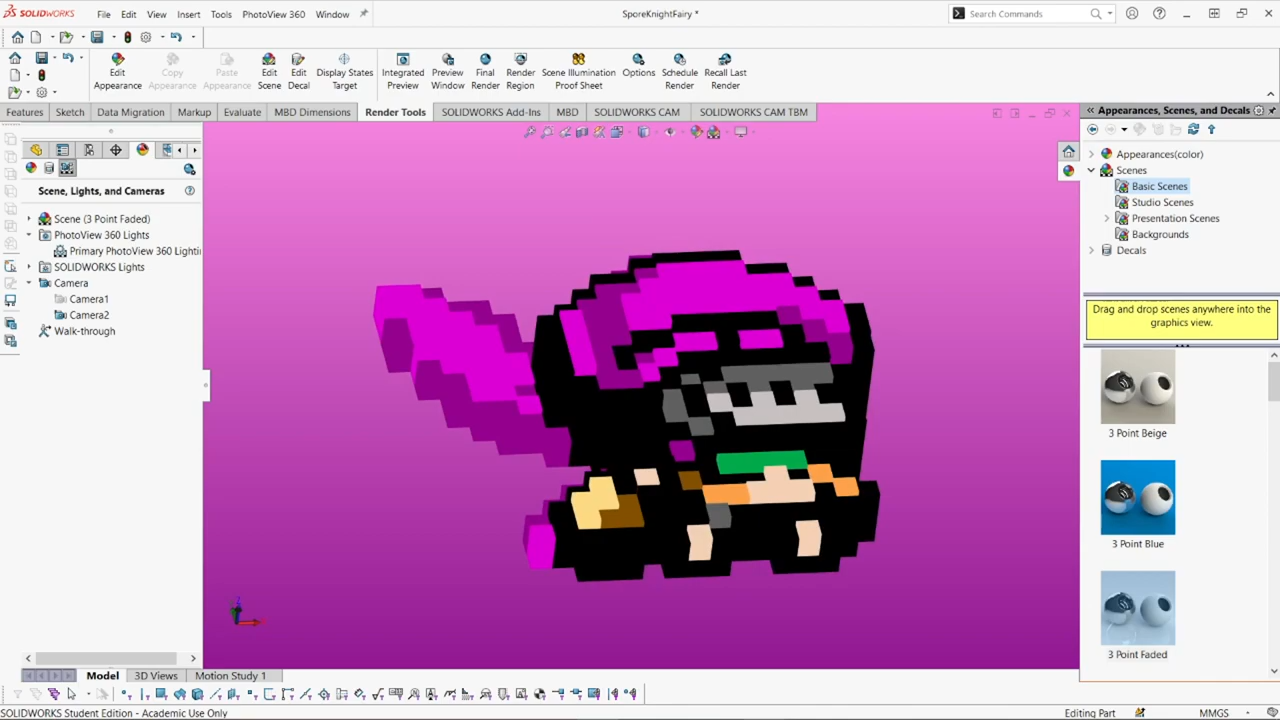 SOLIDWORKS
File Edit View Insert Tools PhotoView 360 Window
SporeKnightFairy *
Search Commands
Edit Appearance
Copy Appearance
Paste Appearance
Edit Scene
Edit Decal
Display States Target
Integrated Preview
Preview Window
Final Render
Render Region
Scene Illumination Proof Sheet
Options
Schedule Render
Recall Last Render
Features Sketch Data Migration Markup Evaluate MBD Dimensions Render Tools SOLIDWORKS Add-Ins MBD SOLIDWORKS CAM SOLIDWORKS CAM TBM
Scene, Lights, and Cameras
Scene (3 Point Faded)
PhotoView 360 Lights
Primary PhotoView 360 Lighti
SOLIDWORKS Lights
Camera
Camera1
Camera2
Walk-through
Appearances, Scenes, and Decals
Appearances(color)
Scenes
Basic Scenes
Studio Scenes
Presentation Scenes
Backgrounds
Decals
Drag and drop scenes anywhere into the
graphics view.
3 Point Beige
3 Point Blue
3 Point Faded
Model 3D Views Motion Study 1
SOLIDWORKS Student Edition - Academic Use Only
Editing Part
MMGS